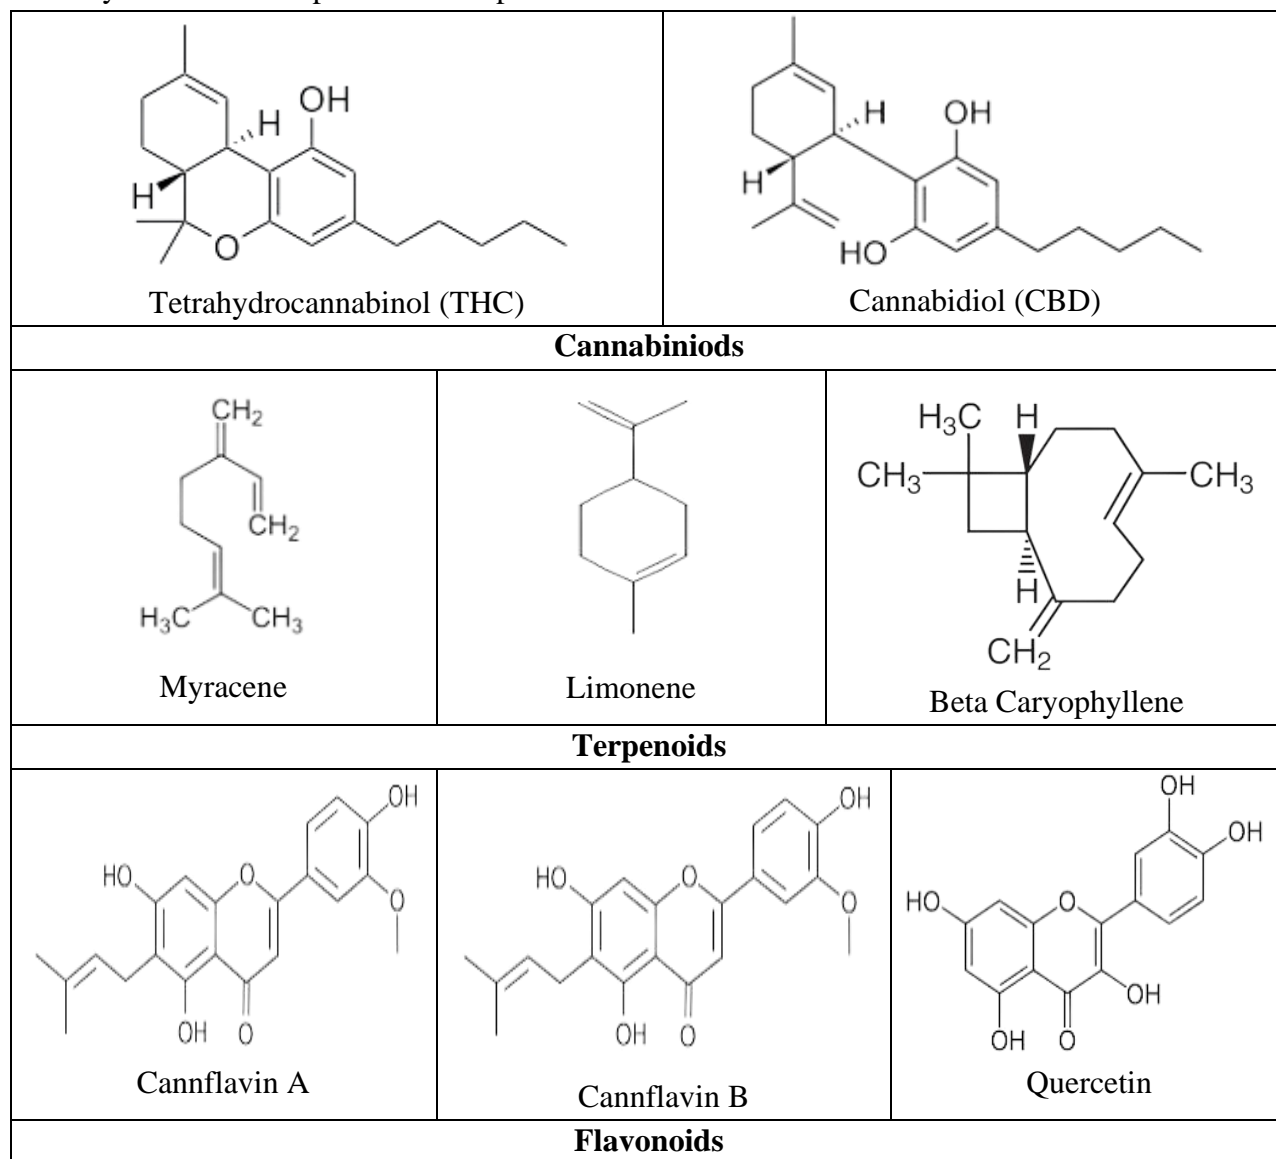 OH
H
H
O
Tetrahydrocannabinol (THC)
OH
H
H
HO
Cannabidiol (CBD)
Cannabiniods
CH2
CH2
H3C CH3
Myracene
Limonene
H3C H
CH3
CH3
H
CH2
Beta Caryophyllene
Terpenoids
OH
HO O
O
OH O
Cannflavin A
OH
HO O
O
OH O
Cannflavin B
OH
OH
HO O
OH
OH O
Quercetin
Flavonoids